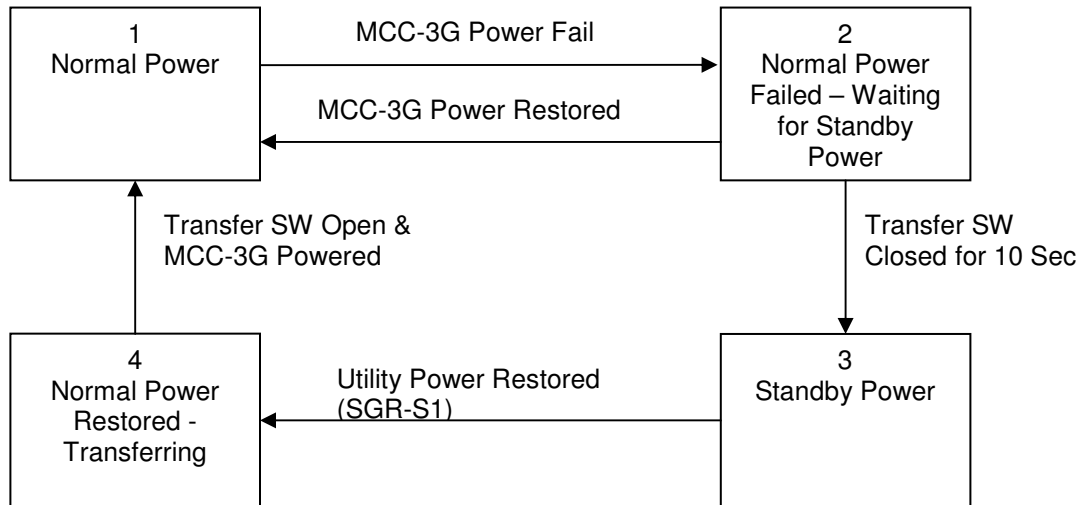 1
Normal Power
MCC-3G Power Fail
MCC-3G Power Restored
2
Normal Power
Failed – Waiting
for Standby
Power
Transfer SW Open &
MCC-3G Powered
Transfer SW
Closed for 10 Sec
4
Normal Power
Restored -
Transferring
Utility Power Restored
(SGR-S1)
3
Standby Power